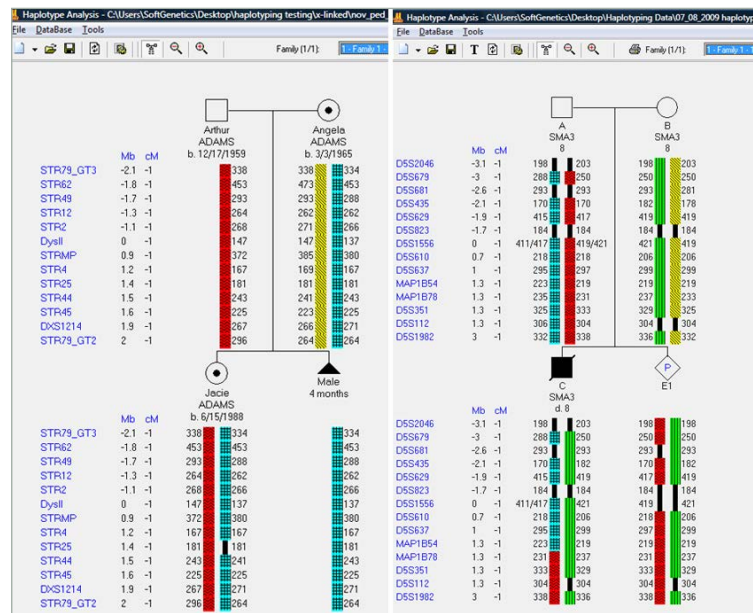 Haplotype Analysis - C:\Users\SoftGenetics\Desktop\haplotyping testing\x-linked\nov_ped_
File DataBase Tools
Family (1/1): 1 - Family 1 -
Arthur
ADAMS
b. 12/17/1959
Angela
ADAMS
b. 3/3/1965
Mb cM
STR79_GT3 -2.1 -1 338 338 334
STR62 -1.8 -1 453 473 453
STR49 -1.7 -1 293 293 288
STR12 -1.3 -1 264 262 262
STR2 -1.1 -1 268 271 266
DysII 0 -1 147 147 137
STRMP 0.9 -1 372 385 380
STR4 1.2 -1 167 169 167
STR25 1.4 -1 181 181 181
STR44 1.5 -1 243 241 243
STR45 1.6 -1 225 223 225
DXS1214 1.9 -1 267 266 271
STR79_GT2 2 -1 296 264 264
Jacie
ADAMS
b. 6/15/1988
Male
4 months
Mb cM
STR79_GT3 -2.1 -1 338 334 334
STR62 -1.8 -1 453 453 453
STR49 -1.7 -1 293 288 288
STR12 -1.3 -1 264 262 262
STR2 -1.1 -1 268 266 266
DysII 0 -1 147 137 137
STRMP 0.9 -1 372 380 380
STR4 1.2 -1 167 167 167
STR25 1.4 -1 181 181 181
STR44 1.5 -1 243 241 241
STR45 1.6 -1 225 225 225
DXS1214 1.9 -1 267 271 271
STR79_GT2 2 -1 296 264 264
Haplotype Analysis - C:\Users\SoftGenetics\Desktop\Haplotyping Data\07_08_2009 haplotyp
File DataBase Tools
T Family (1/1): 1 - Family 1
A
SMA3
8
B
SMA3
8
Mb cM
D5S2046 -3.1 -1 198 203 198 203
D5S679 -3 -1 288 250 250 250
D5S681 -2.6 -1 293 293 293 281
D5S435 -2.1 -1 170 170 182 178
D5S629 -1.9 -1 415 417 419 419
D5S823 -1.7 -1 184 184 184 184
D5S1556 0 -1 411/417 419/421 421 419
D5S610 0.7 -1 218 218 206 206
D5S637 1 -1 295 297 299 299
MAP1B54 1.3 -1 223 219 219 219
MAP1B78 1.3 -1 235 231 237 233
D5S351 1.3 -1 329 333 329 325
D5S112 1.3 -1 306 304 304 304
D5S1982 3 -1 332 338 336 332
C
SMA3
d. 8
P
E1
Mb cM
D5S2046 -3.1 -1 198 203 198 198
D5S679 -3 -1 288 250 250 250
D5S681 -2.6 -1 293 293 293 293
D5S435 -2.1 -1 170 182 170 182
D5S629 -1.9 -1 415 419 417 419
D5S823 -1.7 -1 184 184 184 184
D5S1556 0 -1 411/417 421 419 421
D5S610 0.7 -1 218 206 218 206
D5S637 1 -1 295 299 297 299
MAP1B54 1.3 -1 223 219 219 219
MAP1B78 1.3 -1 231 237 231 237
D5S351 1.3 -1 333 329 333 329
D5S112 1.3 -1 304 304 304 304
D5S1982 3 -1 338 336 338 336